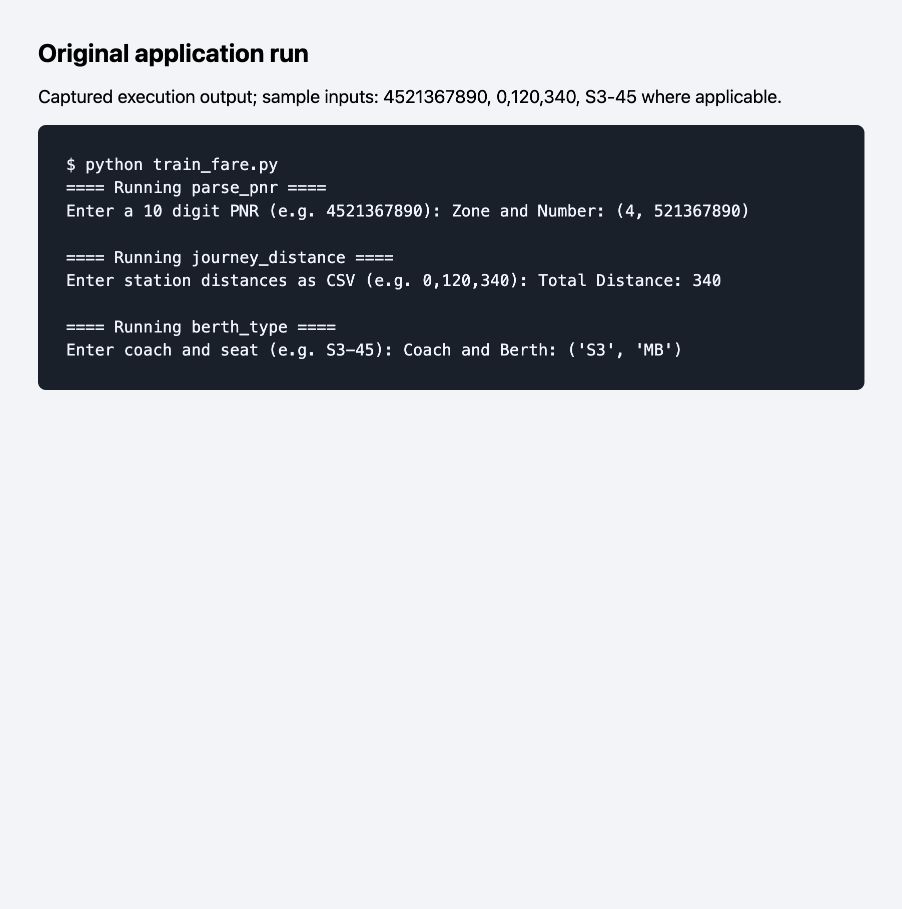 Original application run
Captured execution output; sample inputs: 4521367890, 0,120,340, S3-45 where applicable.
$ python train_fare.py
==== Running parse_pnr ====
Enter a 10 digit PNR (e.g. 4521367890): Zone and Number: (4, 521367890)
==== Running journey_distance ====
Enter station distances as CSV (e.g. 0,120,340): Total Distance: 340
==== Running berth_type ====
Enter coach and seat (e.g. S3-45): Coach and Berth: ('S3', 'MB')